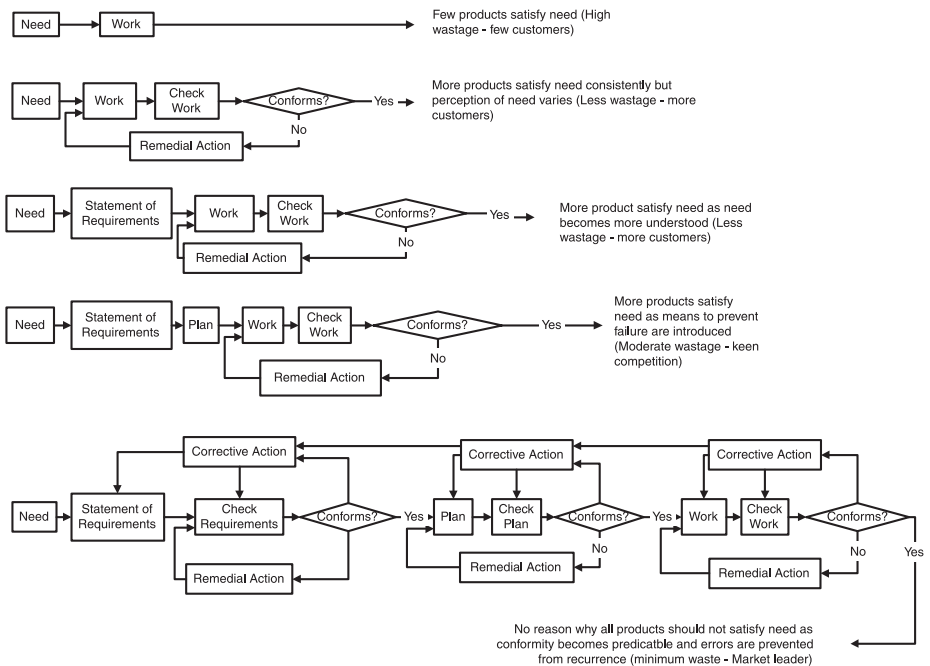 Need
Work
Few products satisfy need (High
wastage - few customers)
Need
Work
Check
Work
Conforms?
Yes
More products satisfy need consistently but
perception of need varies (Less wastage - more
customers)
No
Remedial Action
Need
Statement of
Requirements
Work
Check
Work
Conforms?
Yes
More product satisfy need as need
becomes more understood (Less
wastage - more customers)
No
Remedial Action
Need
Statement of
Requirements
Plan
Work
Check
Work
Conforms?
Yes
More products satisfy
need as means to prevent
failure are introduced
(Moderate wastage - keen
competition)
No
Remedial Action
Corrective Action
Corrective Action
Corrective Action
Need
Statement of
Requirements
Check
Requirements
Conforms?
Yes
Plan
Check
Plan
Conforms?
Yes
Work
Check
Work
Conforms?
No
No
Yes
Remedial Action
Remedial Action
Remedial Action
No reason why all products should not satisfy need as
conformity becomes predicatble and errors are prevented
from recurrence (minimum waste - Market leader)